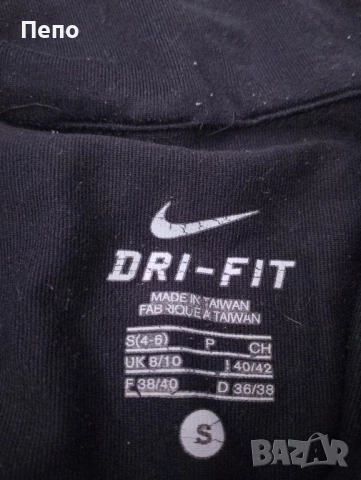 Пепо
DRI-FIT
MADE IN TAIWAN
FABRIQUE À TAIWAN
S(4-6) P CH
UK 8/10 I 40/42
F 38/40 D 36/38
S
BAZAR